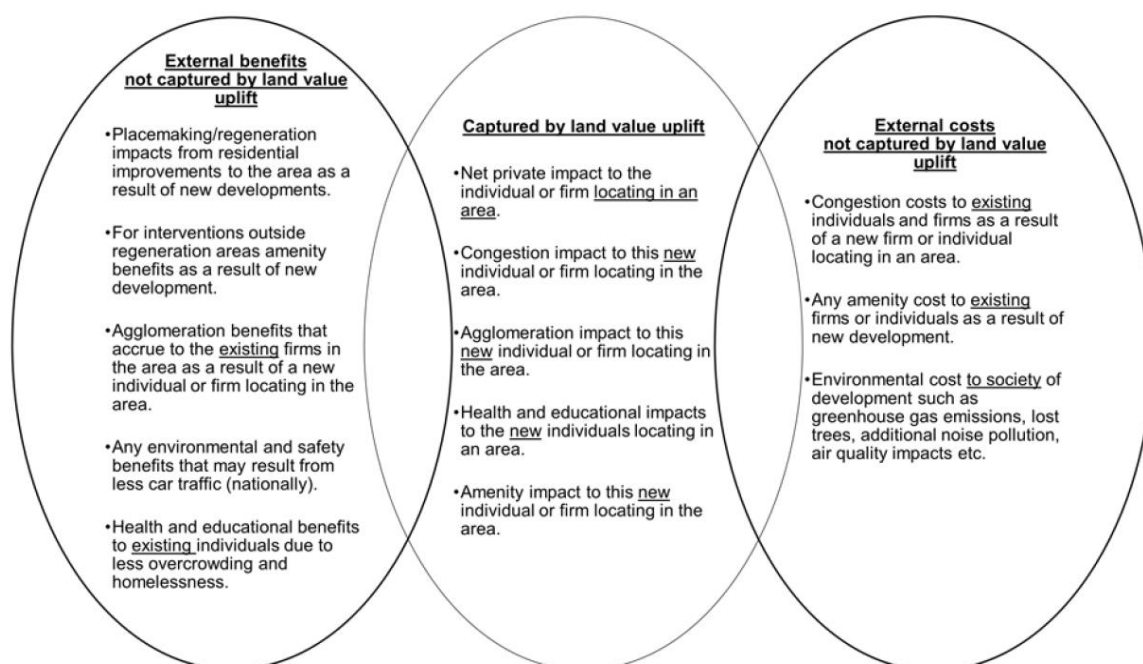 External benefits
not captured by land value
uplift
•Placemaking/regeneration
impacts from residential
improvements to the area as a
result of new developments.
•For interventions outside
regeneration areas amenity
benefits as a result of new
development.
•Agglomeration benefits that
accrue to the existing firms in
the area as a result of a new
individual or firm locating in the
area.
•Any environmental and safety
benefits that may result from
less car traffic (nationally).
•Health and educational benefits
to existing individuals due to
less overcrowding and
homelessness.
Captured by land value uplift
•Net private impact to the
individual or firm locating in an
area.
•Congestion impact to this new
individual or firm locating in the
area.
•Agglomeration impact to this
new individual or firm locating in
the area.
•Health and educational impacts
to the new individuals locating in
an area.
•Amenity impact to this new
individual or firm locating in the
area.
External costs
not captured by land value
uplift
•Congestion costs to existing
individuals and firms as a result
of a new firm or individual
locating in an area.
•Any amenity cost to existing
firms or individuals as a result of
new development.
•Environmental cost to society of
development such as
greenhouse gas emissions, lost
trees, additional noise pollution,
air quality impacts etc.